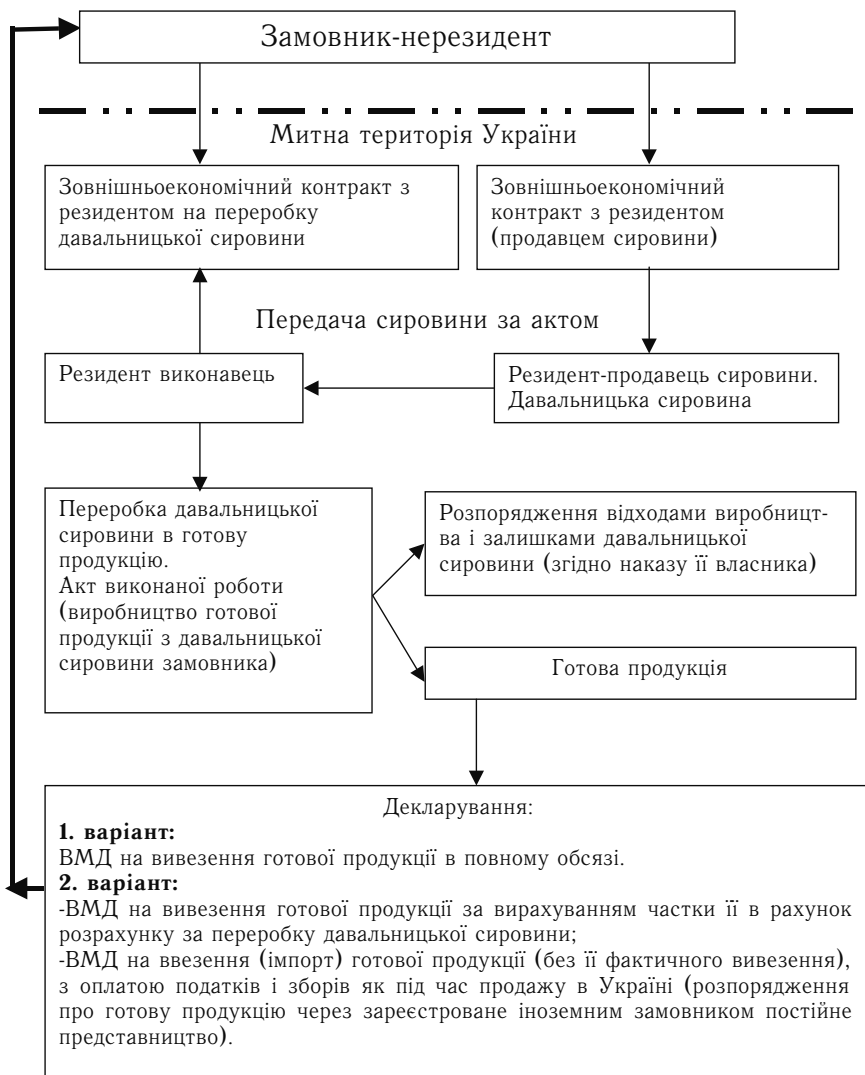 Замовник-нерезидент
Митна територія України
Зовнішньоекономічний контракт з
резидентом на переробку
давальницької сировини
Зовнішньоекономічний
контракт з резидентом
(продавцем сировини)
Передача сировини за актом
Резидент виконавець
Резидент-продавець сировини.
Давальницька сировина
Переробка давальницької
сировини в готову
продукцію.
Акт виконаної роботи
(виробництво готової
продукції з давальницької
сировини замовника)
Розпорядження відходами виробницт-
ва і залишками давальницької
сировини (згідно наказу її власника)
Готова продукція
Декларування:
1. варіант:
ВМД на вивезення готової продукції в повному обсязі.
2. варіант:
-ВМД на вивезення готової продукції за вирахуванням частки її в рахунок
розрахунку за переробку давальницької сировини;
-ВМД на ввезення (імпорт) готової продукції (без її фактичного вивезення),
з оплатою податків і зборів як під час продажу в Україні (розпорядження
про готову продукцію через зареєстроване іноземним замовником постійне
представництво).